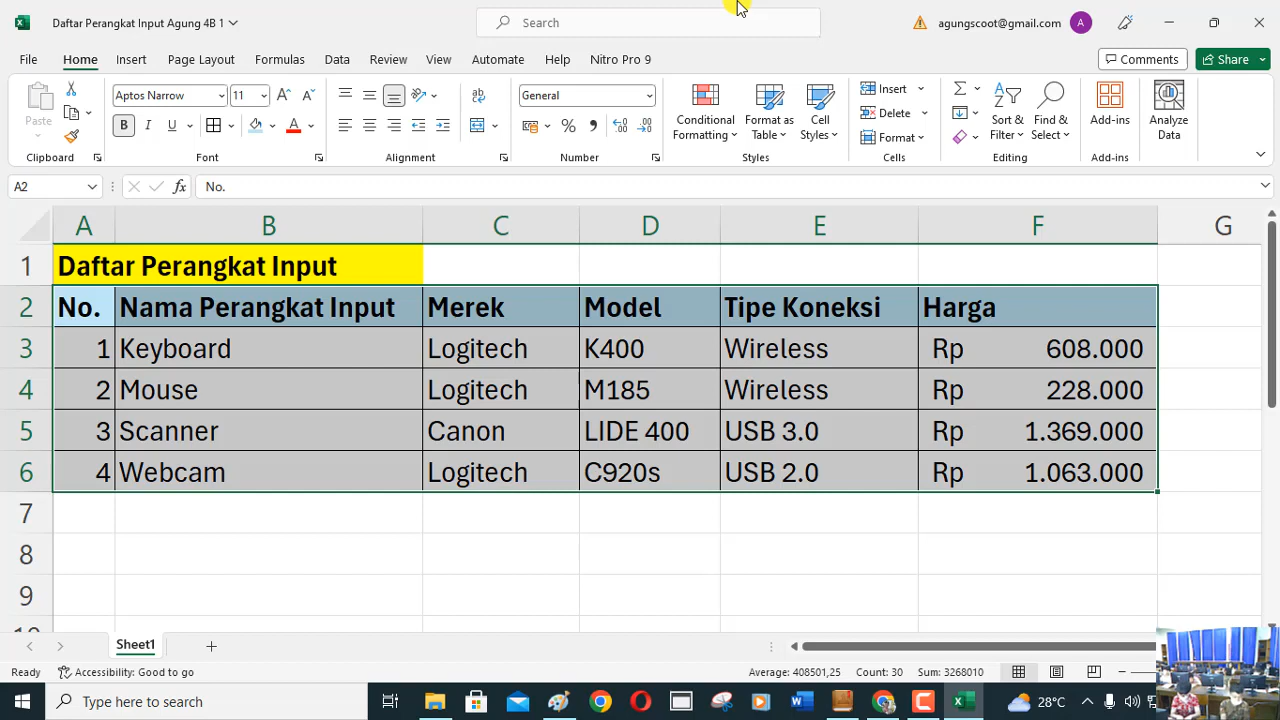 Daftar Perangkat Input Agung 4B 1
Search
agungscoot@gmail.com
A
File Home Insert Page Layout Formulas Data Review View Automate Help Nitro Pro 9
Comments
Share
Paste
Clipboard
Aptos Narrow 11
B I U
Font
Alignment
General
Number
Conditional Formatting
Format as Table
Cell Styles
Styles
Insert
Delete
Format
Cells
Sort & Filter
Find & Select
Editing
Add-ins
Add-ins
Analyze Data
A2
fx No.
A B C D E F G
1 Daftar Perangkat Input
2 No. Nama Perangkat Input Merek Model Tipe Koneksi Harga
3 1 Keyboard Logitech K400 Wireless Rp 608.000
4 2 Mouse Logitech M185 Wireless Rp 228.000
5 3 Scanner Canon LIDE 400 USB 3.0 Rp 1.369.000
6 4 Webcam Logitech C920s USB 2.0 Rp 1.063.000
7
8
9
10
Sheet1
Ready Accessibility: Good to go Average: 408501,25 Count: 30 Sum: 3268010
Type here to search
28°C